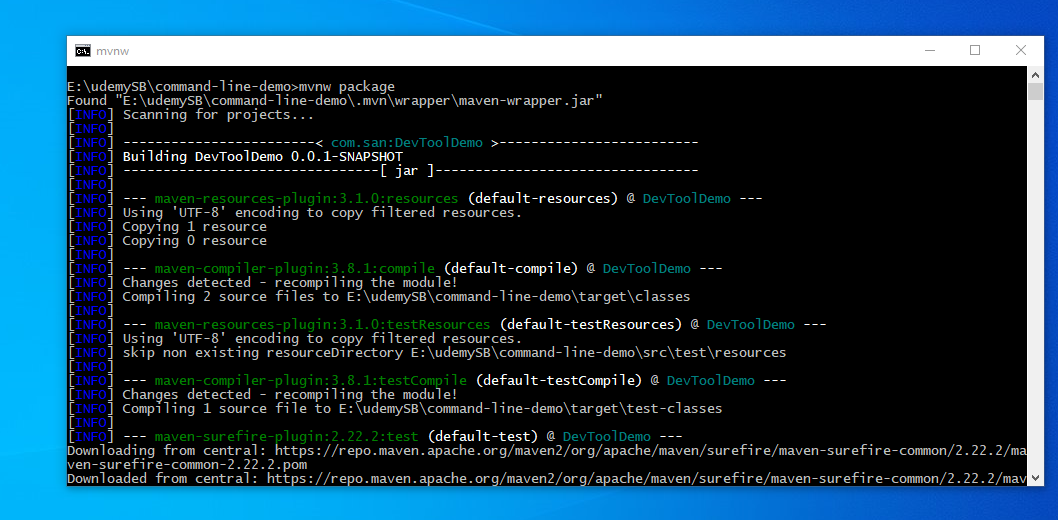 mvnw
E:\udemySB\command-line-demo>mvnw package
Found "E:\udemySB\command-line-demo\.mvn\wrapper\maven-wrapper.jar"
[INFO] Scanning for projects...
[INFO]
[INFO] ------------------------< com.san:DevToolDemo >-------------------------
[INFO] Building DevToolDemo 0.0.1-SNAPSHOT
[INFO] --------------------------------[ jar ]---------------------------------
[INFO]
[INFO] --- maven-resources-plugin:3.1.0:resources (default-resources) @ DevToolDemo ---
[INFO] Using 'UTF-8' encoding to copy filtered resources.
[INFO] Copying 1 resource
[INFO] Copying 0 resource
[INFO]
[INFO] --- maven-compiler-plugin:3.8.1:compile (default-compile) @ DevToolDemo ---
[INFO] Changes detected - recompiling the module!
[INFO] Compiling 2 source files to E:\udemySB\command-line-demo\target\classes
[INFO]
[INFO] --- maven-resources-plugin:3.1.0:testResources (default-testResources) @ DevToolDemo ---
[INFO] Using 'UTF-8' encoding to copy filtered resources.
[INFO] skip non existing resourceDirectory E:\udemySB\command-line-demo\src\test\resources
[INFO]
[INFO] --- maven-compiler-plugin:3.8.1:testCompile (default-testCompile) @ DevToolDemo ---
[INFO] Changes detected - recompiling the module!
[INFO] Compiling 1 source file to E:\udemySB\command-line-demo\target\test-classes
[INFO]
[INFO] --- maven-surefire-plugin:2.22.2:test (default-test) @ DevToolDemo ---
Downloading from central: https://repo.maven.apache.org/maven2/org/apache/maven/surefire/maven-surefire-common/2.22.2/ma
ven-surefire-common-2.22.2.pom
Downloaded from central: https://repo.maven.apache.org/maven2/org/apache/maven/surefire/maven-surefire-common/2.22.2/mav